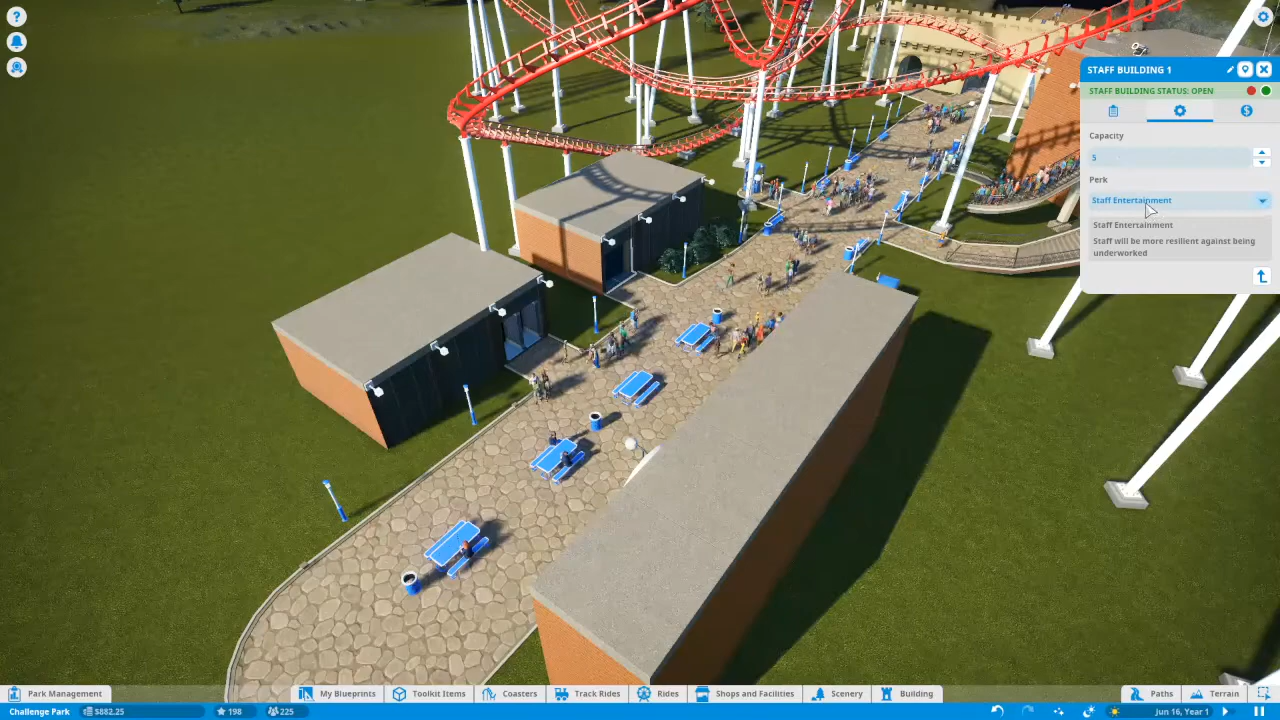 STAFF BUILDING 1
STAFF BUILDING STATUS: OPEN
Capacity
5
Perk
Staff Entertainment
Staff Entertainment
Staff will be more resilient against being
underworked
Park Management
My Blueprints
Toolkit Items
Coasters
Track Rides
Rides
Shops and Facilities
Scenery
Building
Paths
Terrain
Challenge Park
$882.25
198
225
Jun 16, Year 1